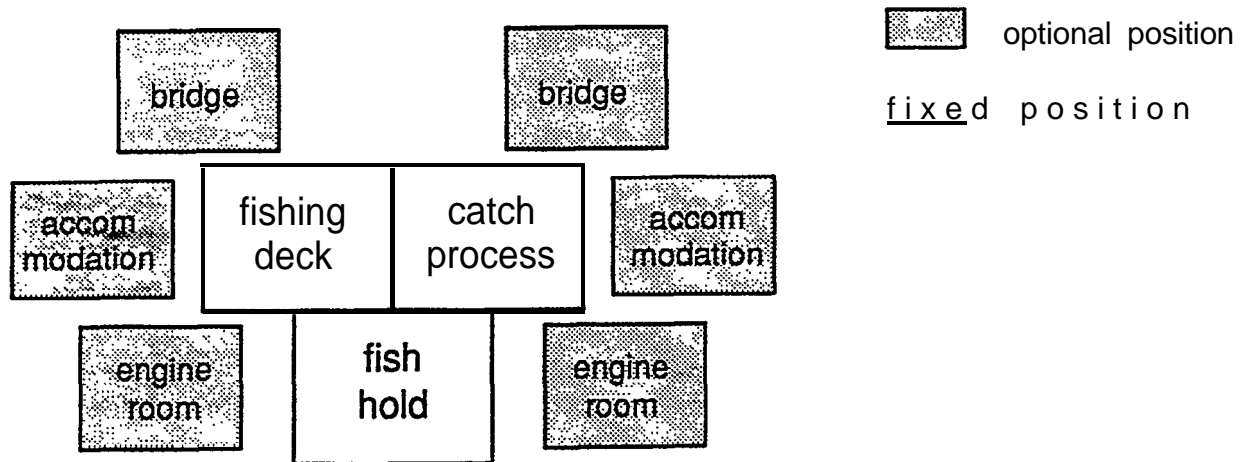 optional position
fixed position
bridge
bridge
accom
modation
fishing
deck
catch
process
accom
modation
engine
room
fish
hold
engine
room